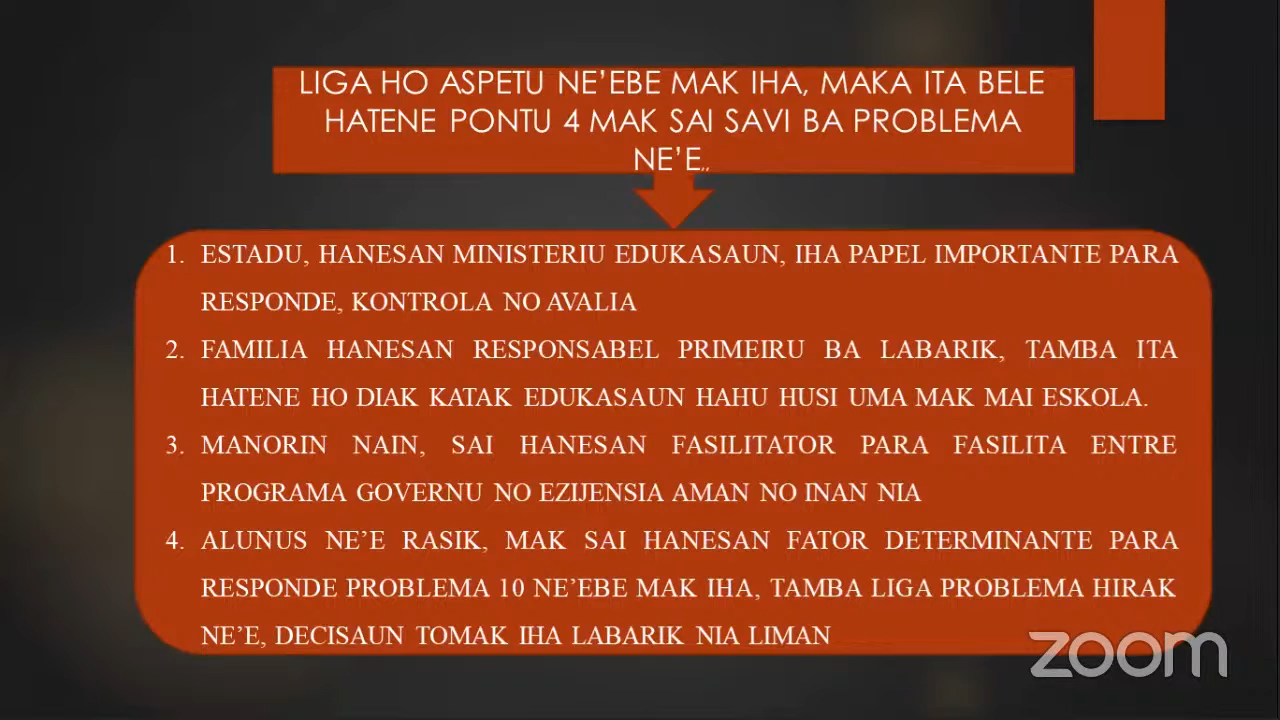 LIGA HO ASPETU NE’EBE MAK IHA, MAKA ITA BELE
HATENE PONTU 4 MAK SAI SAVI BA PROBLEMA
NE’E,,
1. ESTADU, HANESAN MINISTERIU EDUKASAUN, IHA PAPEL IMPORTANTE PARA
RESPONDE, KONTROLA NO AVALIA
2. FAMILIA HANESAN RESPONSABEL PRIMEIRU BA LABARIK, TAMBA ITA
HATENE HO DIAK KATAK EDUKASAUN HAHU HUSI UMA MAK MAI ESKOLA.
3. MANORIN NAIN, SAI HANESAN FASILITATOR PARA FASILITA ENTRE
PROGRAMA GOVERNU NO EZIJENSIA AMAN NO INAN NIA
4. ALUNUS NE’E RASIK, MAK SAI HANESAN FATOR DETERMINANTE PARA
RESPONDE PROBLEMA 10 NE’EBE MAK IHA, TAMBA LIGA PROBLEMA HIRAK
NE’E, DECISAUN TOMAK IHA LABARIK NIA LIMAN
zoom